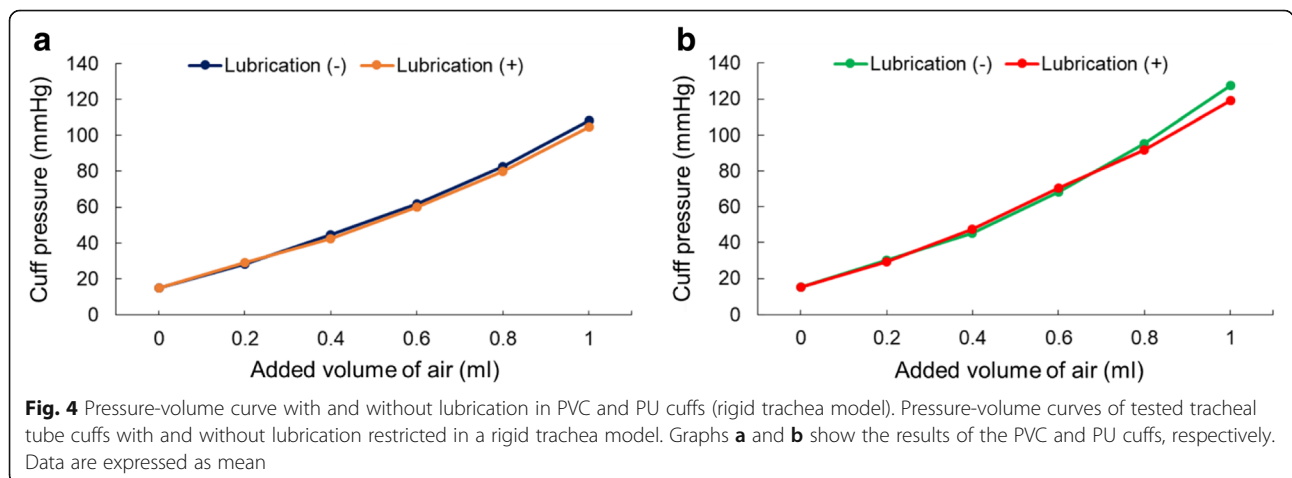 a
140
120
100
80
60
40
20
0
Cuff pressure (mmHg)
Lubrication (-) Lubrication (+)
0 0.2 0.4 0.6 0.8 1
Added volume of air (ml)
b
140
120
100
80
60
40
20
0
Cuff pressure (mmHg)
Lubrication (-) Lubrication (+)
0 0.2 0.4 0.6 0.8 1
Added volume of air (ml)
Fig. 4 Pressure-volume curve with and without lubrication in PVC and PU cuffs (rigid trachea model). Pressure-volume curves of tested tracheal
tube cuffs with and without lubrication restricted in a rigid trachea model. Graphs a and b show the results of the PVC and PU cuffs, respectively.
Data are expressed as mean